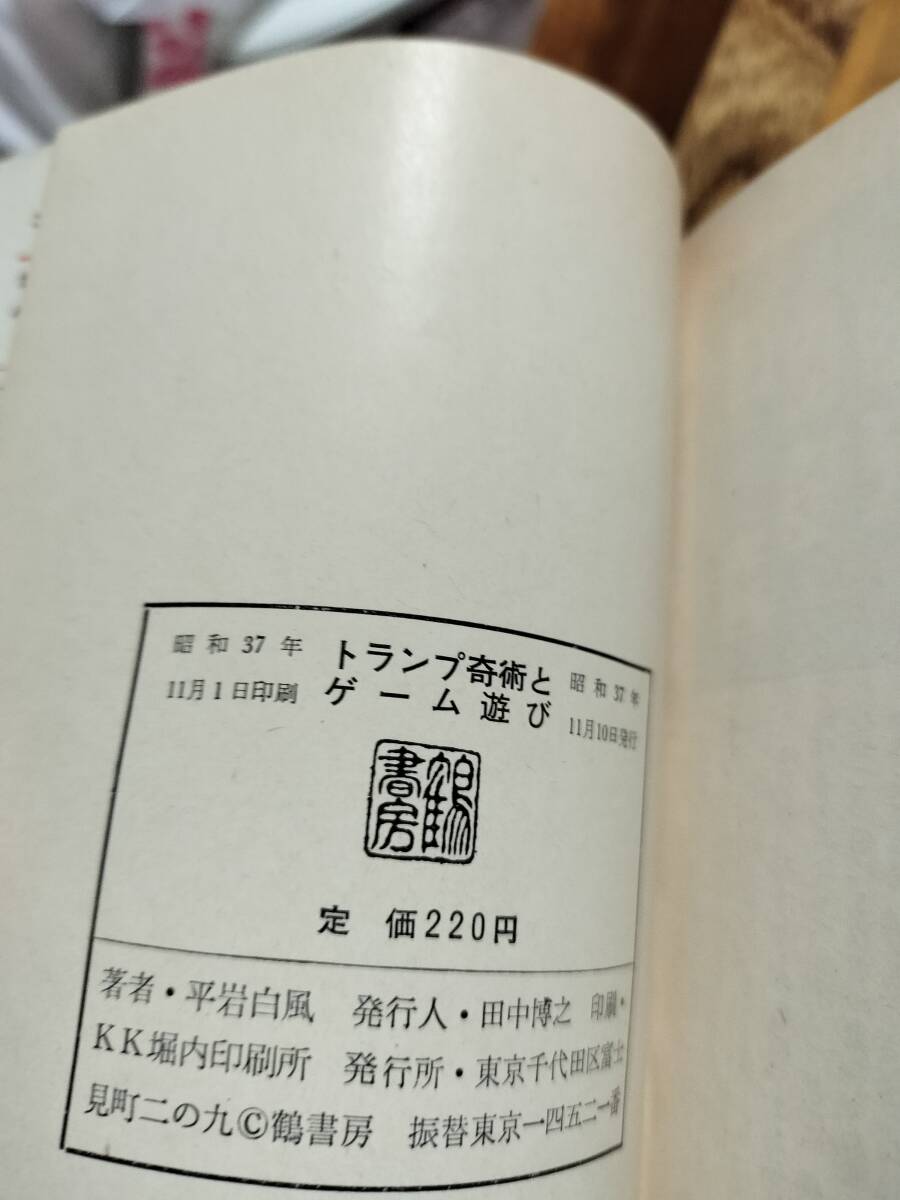 昭和37年
11月1日印刷
トランプ奇術と
ゲーム遊び
昭和37年
11月10日発行
鶴書房
定 価220円
著者・平岩白風 発行人・田中博之 印刷・
KK堀内印刷所 発行所・東京千代田区富士
見町二の九©鶴書房 振替東京一四五二一番